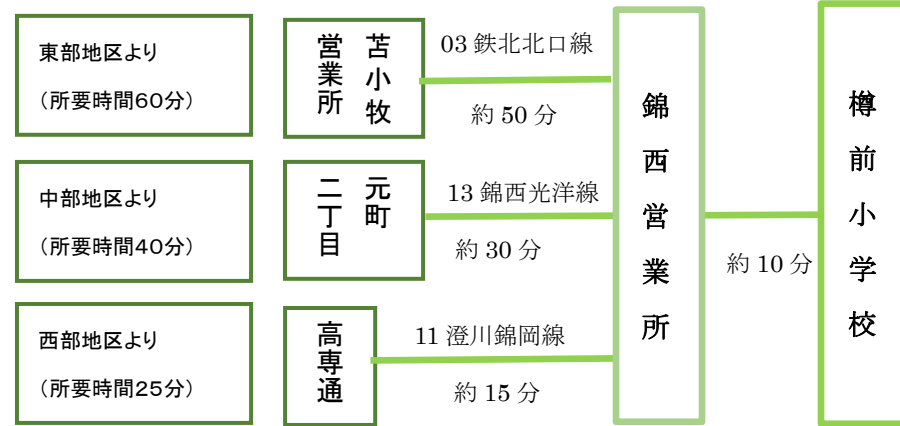 東部地区より
(所要時間60分)
苫小牧
営業所
03 鉄北北口線
約 50 分
中部地区より
(所要時間40分)
元町
二丁目
13 錦西光洋線
約 30 分
西部地区より
(所要時間25分)
高専通
11 澄川錦岡線
約 15 分
錦西営業所
約 10 分
樽前小学校